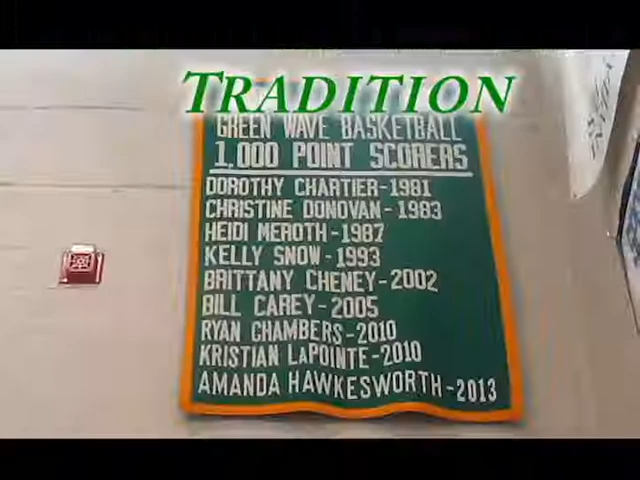 TRADITION
GREEN WAVE BASKETBALL
1,000 POINT SCORERS
DOROTHY CHARTIER-1981
CHRISTINE DONOVAN-1983
HEIDI MEROTH-1987
KELLY SNOW-1993
BRITTANY CHENEY-2002
BILL CAREY-2005
RYAN CHAMBERS-2010
KRISTIAN LAPOINTE-2010
AMANDA HAWKESWORTH-2013